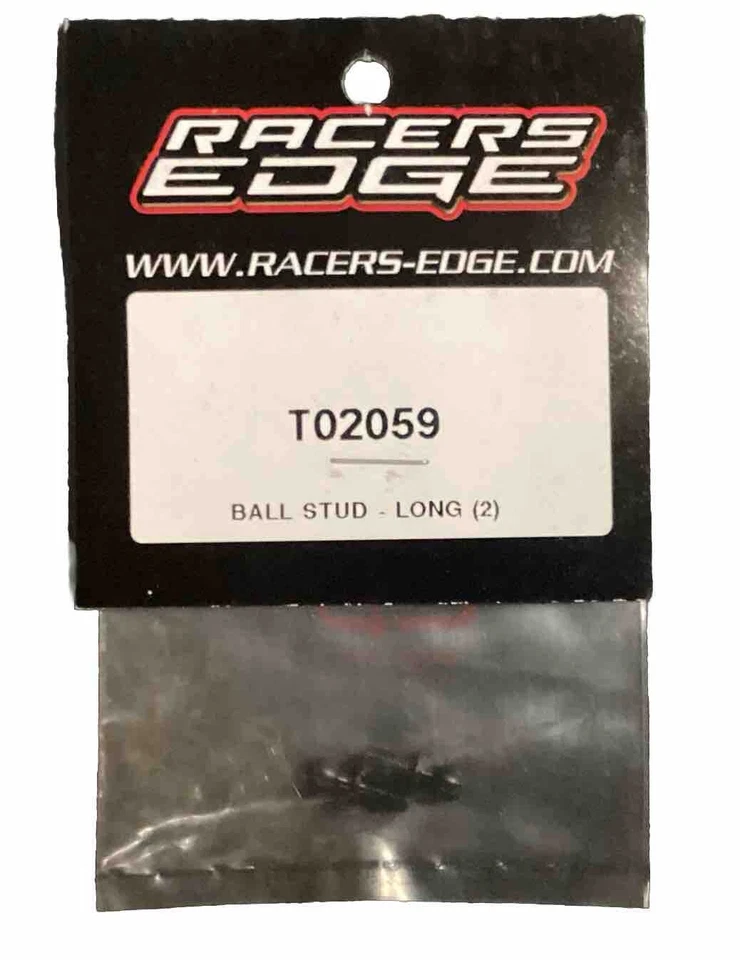 RACERS
EDGE
WWW.RACERS-EDGE.COM
T02059
BALL STUD - LONG (2)